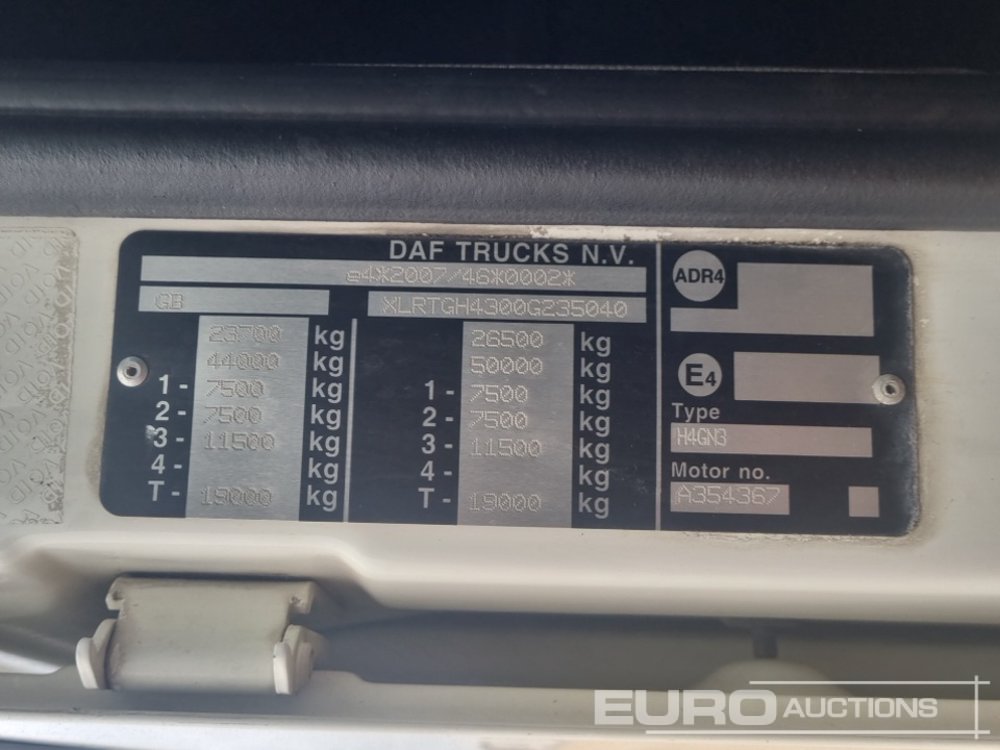 DAF TRUCKS N.V.
e4*2007/46*0002*
GB
XLRTGH4300G235040
23700 kg
44000 kg
1- 7500 kg
2- 7500 kg
3- 11500 kg
4- kg
T- 19000 kg
26500 kg
50000 kg
1- 7500 kg
2- 7500 kg
3- 11500 kg
4- kg
T- 19000 kg
ADR4
E4
Type
H4GN3
Motor no.
A354367
EURO AUCTIONS